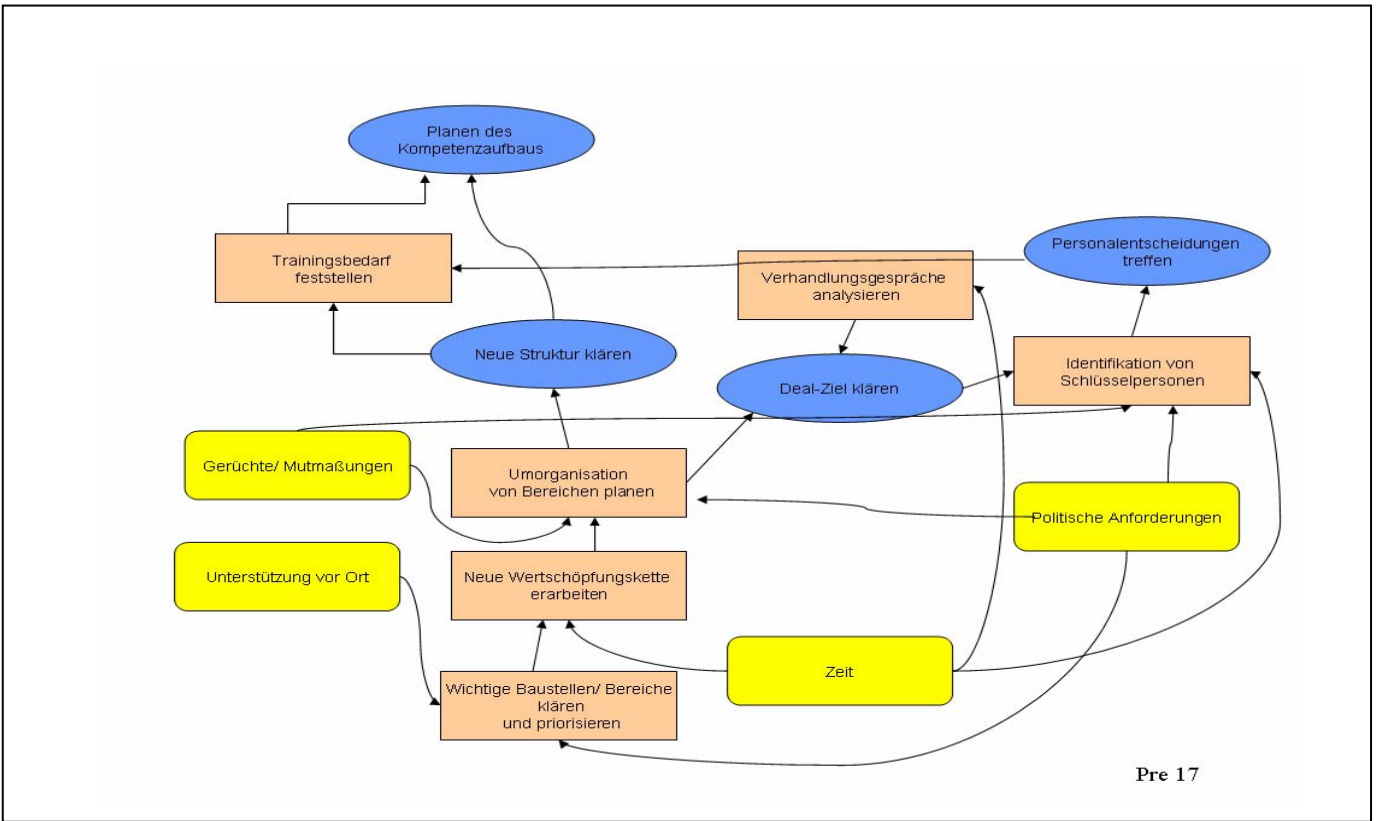 Planen des
Kompetenzaufbaus
Trainingsbedarf
feststellen
Verhandlungsgespräche
analysieren
Personalentscheidungen
treffen
Neue Struktur klären
Deal-Ziel klären
Identifikation von
Schlüsselpersonen
Gerüchte/ Mutmaßungen
Umorganisation
von Bereichen planen
Politische Anforderungen
Unterstützung vor Ort
Neue Wertschöpfungskette
erarbeiten
Zeit
Wichtige Baustellen/ Bereiche
klären
und priorisieren
Pre 17